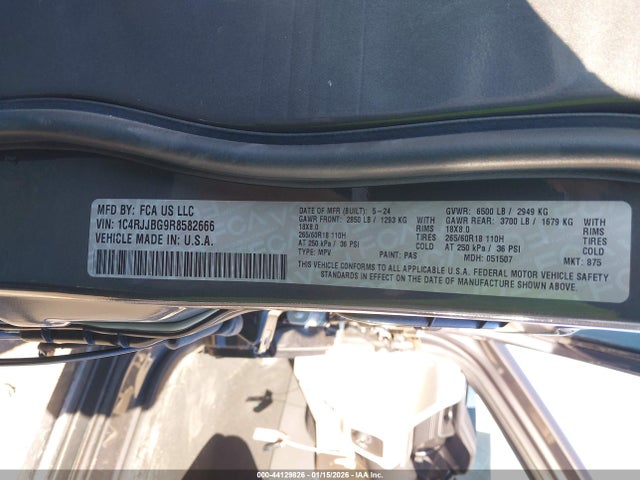 MFD BY: FCA US LLC
VIN: 1C4RJJBG9R8582666
VEHICLE MADE IN: U.S.A.
DATE OF MFR (BUILT): 5-24
GAWR FRONT: 2850 LB / 1293 KG
18X8.0 RIMS
265/60R18 110H TIRES
AT 250 kPa / 36 PSI COLD
TYPE: MPV PAINT: PAS
GVWR: 6500 LB / 2949 KG
GAWR REAR: 3700 LB / 1679 KG
18X8.0 RIMS
265/60R18 110H TIRES
AT 250 kPa / 36 PSI COLD
MDH: 051507 MKT: 875
THIS VEHICLE CONFORMS TO ALL APPLICABLE U.S.A. FEDERAL MOTOR VEHICLE SAFETY
STANDARDS IN EFFECT ON THE DATE OF MANUFACTURE SHOWN ABOVE.
000-44129826 01/15/2026 IAA Inc.